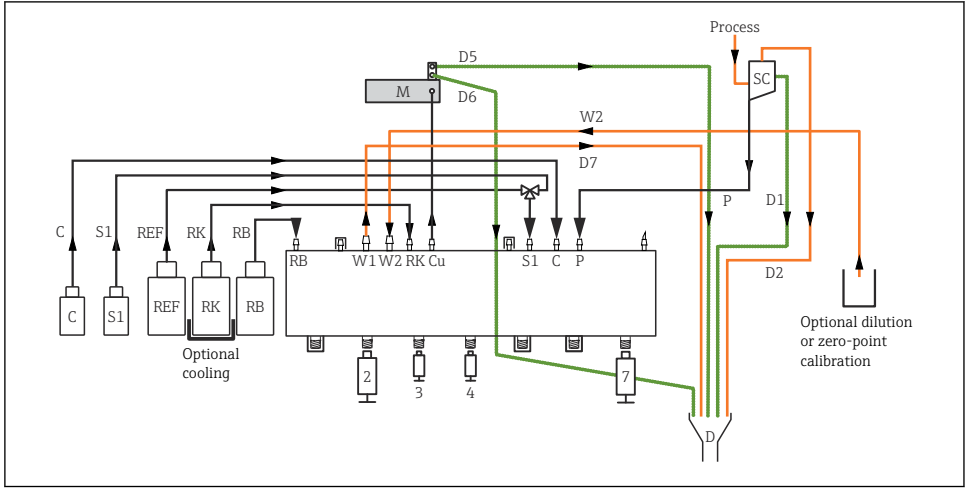 Process
D5
SC
M
D6
W2
D7
P
D1
C
S1
REF
RK
RB
RB
W1
W2
RK
Cu
S1
C
P
D2
C
S1
REF
RK
RB
Optional
cooling
Optional dilution
or zero-point
calibration
2
3
4
7
D